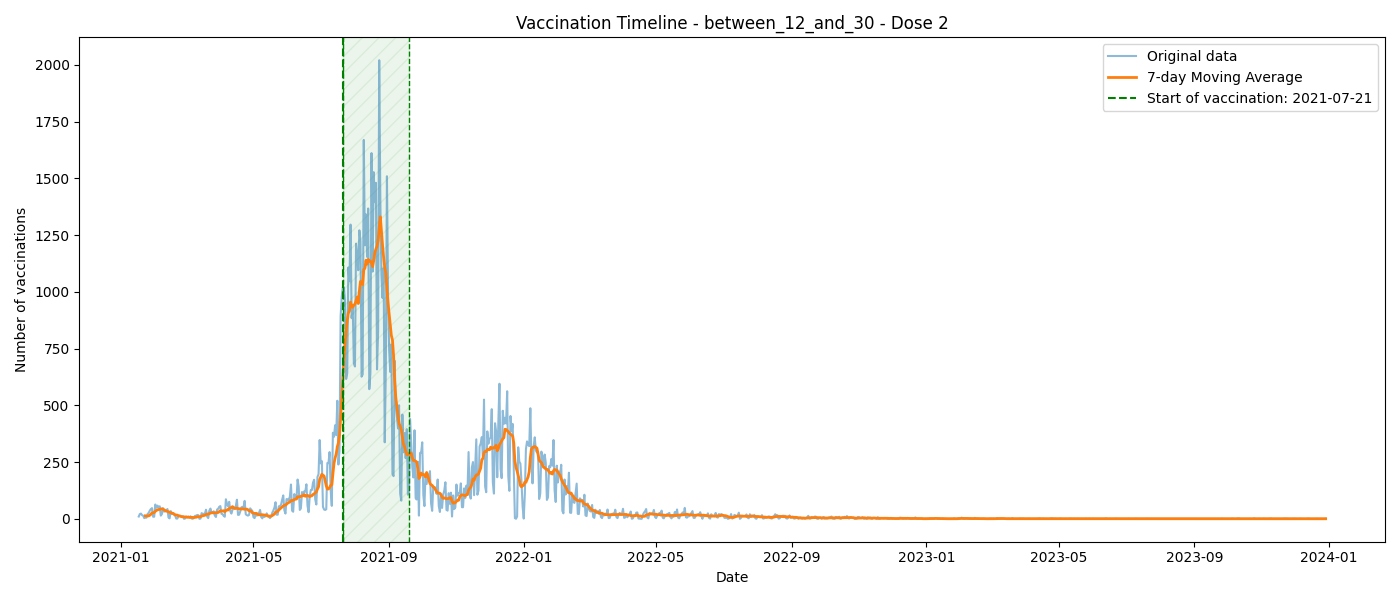 Vaccination Timeline - between_12_and_30 - Dose 2
Original data
7-day Moving Average
Start of vaccination: 2021-07-21
Number of vaccinations
2000
1750
1500
1250
1000
750
500
250
0
2021-01 2021-05 2021-09 2022-01 2022-05 2022-09 2023-01 2023-05 2023-09 2024-01
Date